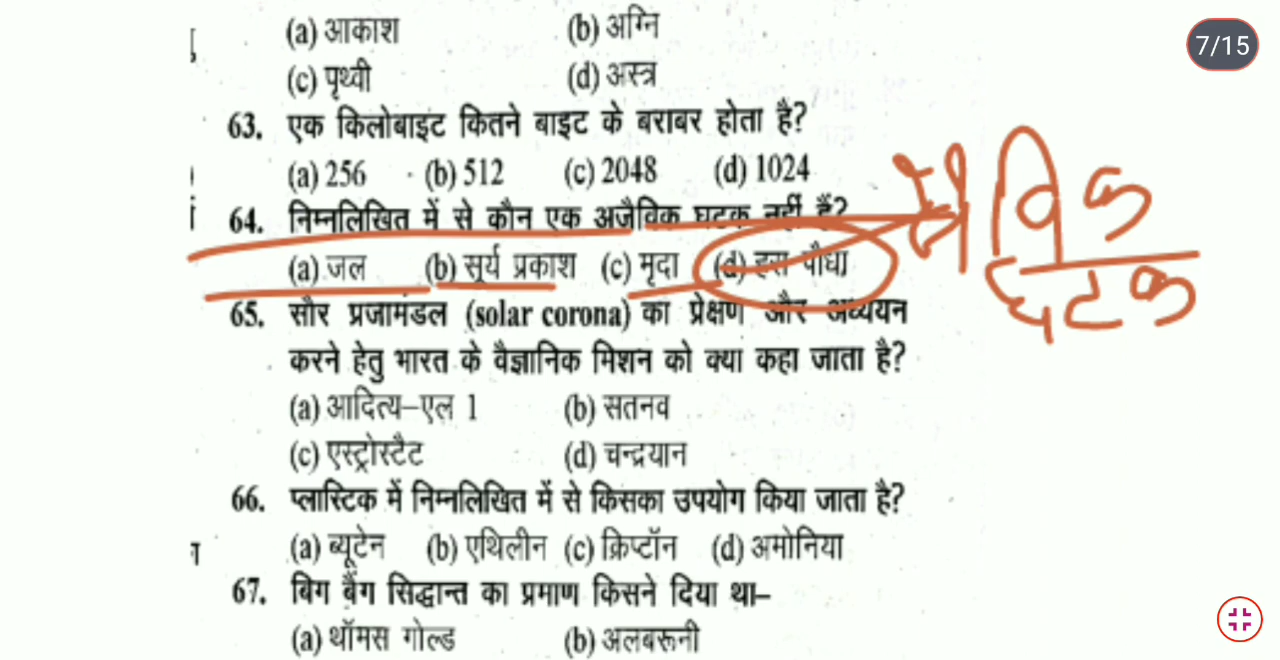 (a) आकाश (b) अग्नि
7/15
(c) पृथ्वी (d) अस्त्र
63. एक किलोबाइट कितने बाइट के बराबर होता है?
(a) 256 (b) 512 (c) 2048 (d) 1024
64. निम्नलिखित में से कौन एक अजैविक घटक नहीं हैं?
(a) जल (b) सूर्य प्रकाश (c) मृदा (d) हरा पौधा
जैविक
घटक
65. सौर प्रजामंडल (solar corona) का प्रेक्षण और अध्ययन
करने हेतु भारत के वैज्ञानिक मिशन को क्या कहा जाता है?
(a) आदित्य–एल 1 (b) सतनव
(c) एस्ट्रोस्टैट (d) चन्द्रयान
66. प्लास्टिक में निम्नलिखित में से किसका उपयोग किया जाता है?
(a) ब्यूटेन (b) एथिलीन (c) क्रिप्टॉन (d) अमोनिया
67. बिग बैंग सिद्धान्त का प्रमाण किसने दिया था–
(a) थॉमस गोल्ड (b) अलबरूनी